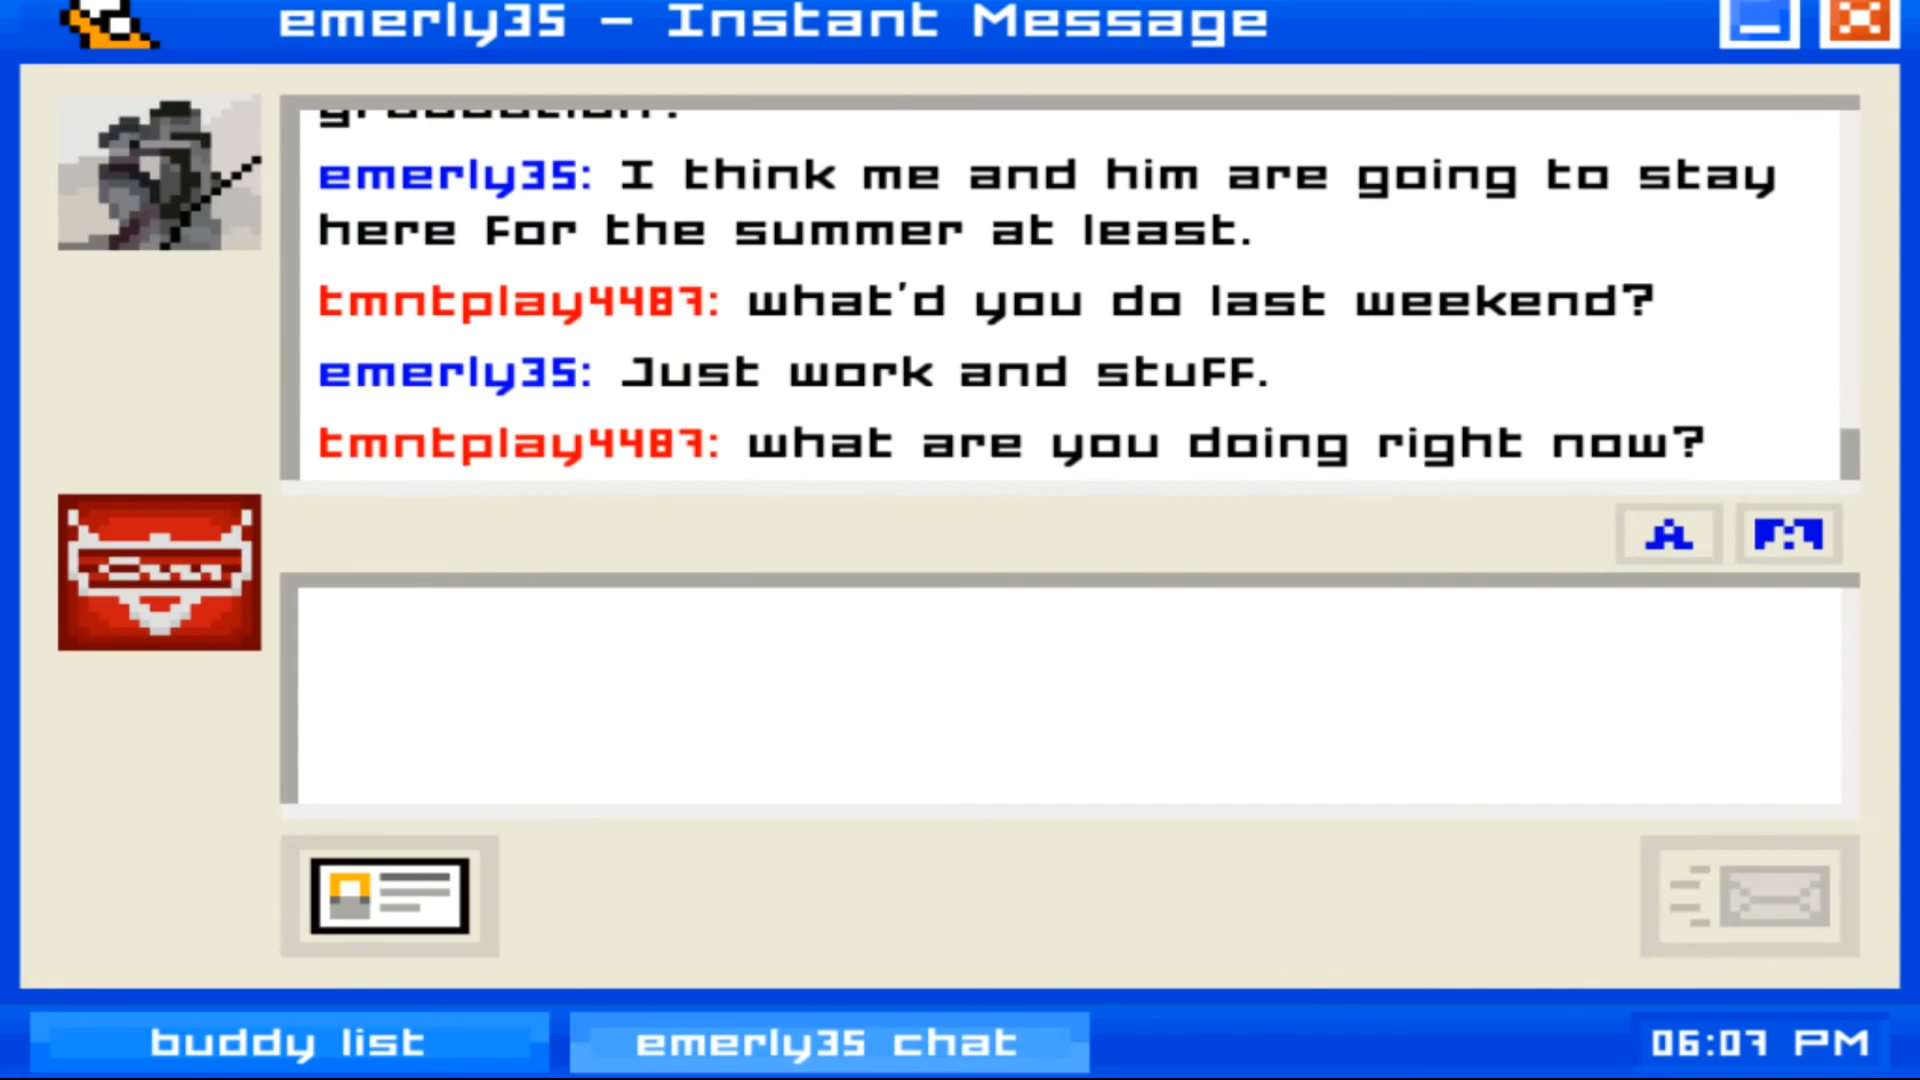 emerly35 - Instant Message
graduation?
emerly35: I think me and him are going to stay
here for the summer at least.
tmntplay4487: what'd you do last weekend?
emerly35: Just work and stuff.
tmntplay4487: what are you doing right now?
A
buddy list
emerly35 chat
06:07 PM